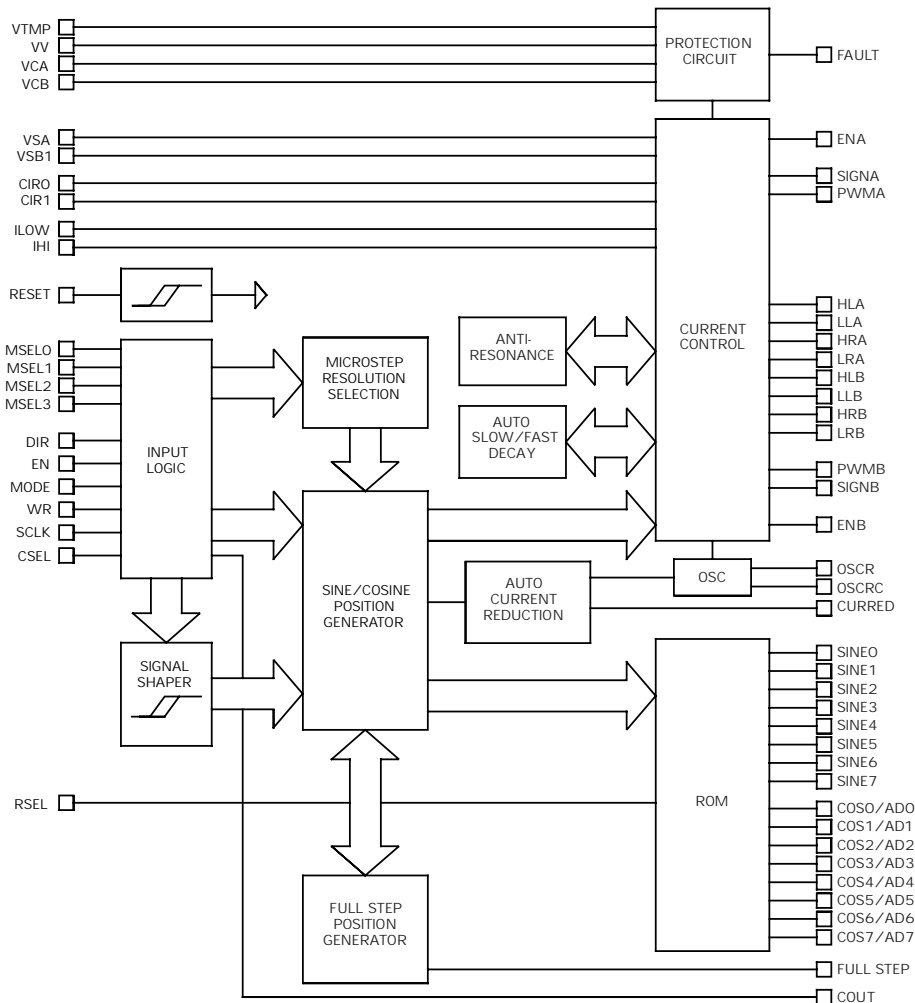 VTMP
VV
VCA
VCB
PROTECTION
CIRCUIT
FAULT
VSA
VSB1
CIR0
CIR1
ILOW
IHI
ENA
SIGNA
PWMA
RESET
HLA
LLA
HRA
LRA
HLB
LLB
HRB
LRB
CURRENT
CONTROL
ANTI-
RESONANCE
MICROSTEP
RESOLUTION
SELECTION
MSEL0
MSEL1
MSEL2
MSEL3
DIR
EN
MODE
WR
SCLK
CSEL
INPUT
LOGIC
AUTO
SLOW/FAST
DECAY
PWMB
SIGNB
ENB
SINE/COSINE
POSITION
GENERATOR
AUTO
CURRENT
REDUCTION
OSC
OSCR
OSCRC
CURRED
SIGNAL
SHAPER
SINE0
SINE1
SINE2
SINE3
SINE4
SINE5
SINE6
SINE7
RSEL
ROM
COS0/AD0
COS1/AD1
COS2/AD2
COS3/AD3
COS4/AD4
COS5/AD5
COS6/AD6
COS7/AD7
FULL STEP
POSITION
GENERATOR
FULL STEP
COUT